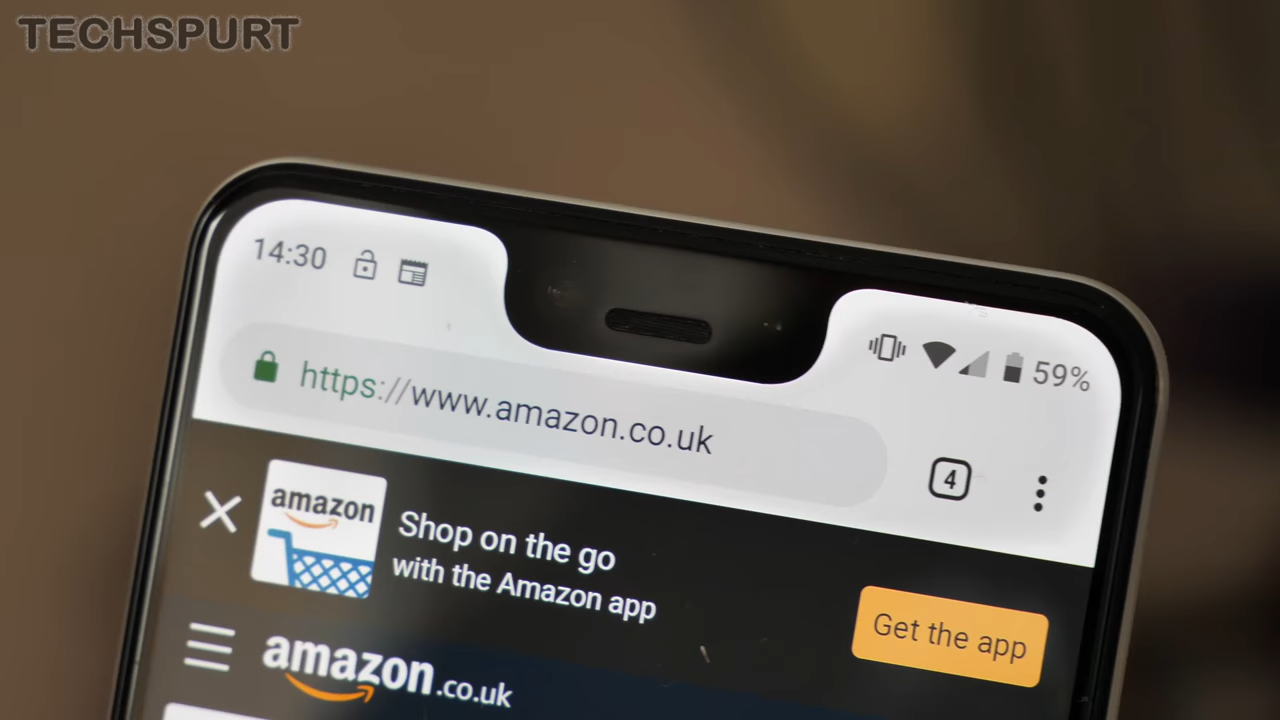 TECHSPURT
14:30
59%
https://www.amazon.co.uk
4
amazon
Shop on the go
with the Amazon app
Get the app
amazon.co.uk